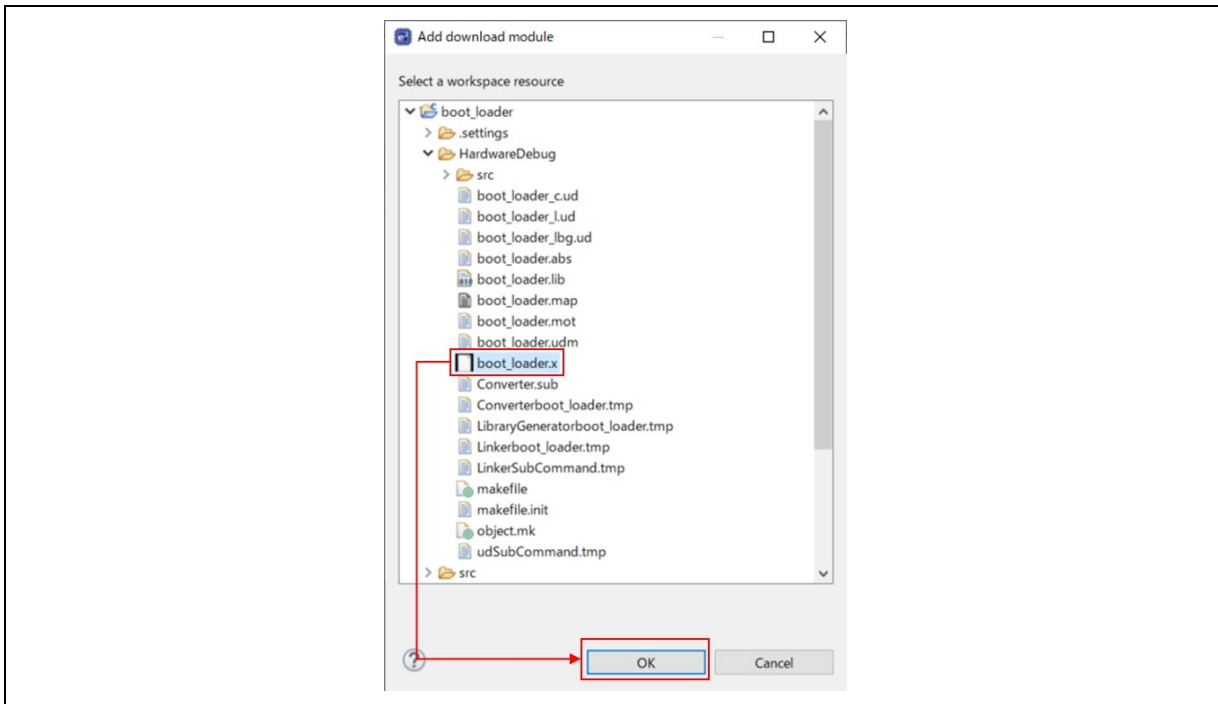 Add download module
Select a workspace resource
boot_loader
.settings
HardwareDebug
src
boot_loader_c.ud
boot_loader_l.ud
boot_loader_lbg.ud
boot_loader.abs
boot_loader.lib
boot_loader.map
boot_loader.mot
boot_loader.udm
boot_loader.x
Converter.sub
Converterboot_loader.tmp
LibraryGeneratorboot_loader.tmp
Linkerboot_loader.tmp
LinkerSubCommand.tmp
makefile
makefile.init
object.mk
udSubCommand.tmp
src
?
OK Cancel